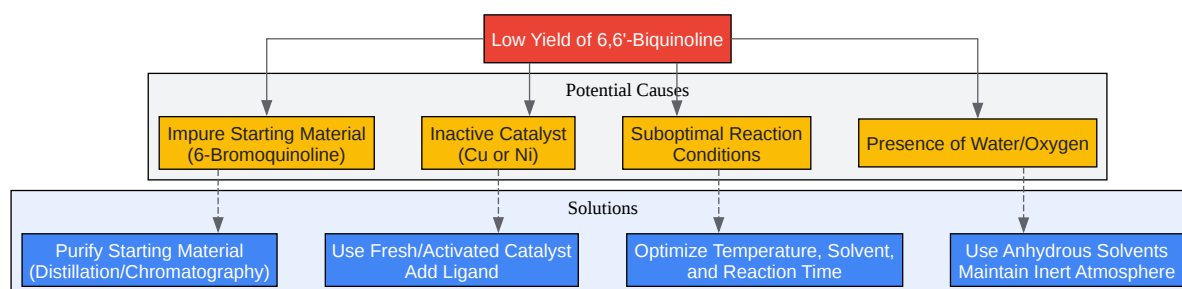 Low Yield of 6,6'-Biquinoline
Potential Causes
Impure Starting Material
(6-Bromoquinoline)
Inactive Catalyst
(Cu or Ni)
Suboptimal Reaction
Conditions
Presence of Water/Oxygen
Solutions
Purify Starting Material
(Distillation/Chromatography)
Use Fresh/Activated Catalyst
Add Ligand
Optimize Temperature, Solvent,
and Reaction Time
Use Anhydrous Solvents
Maintain Inert Atmosphere